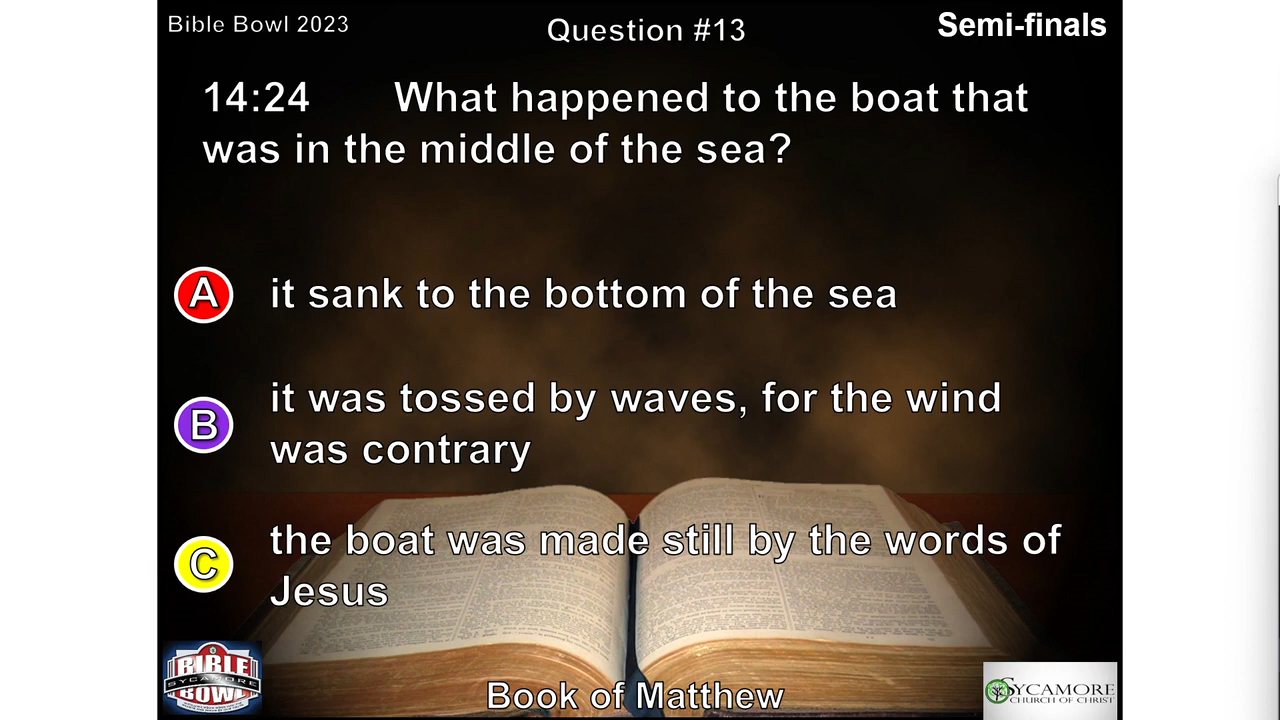 Bible Bowl 2023
Question #13
Semi-finals
14:24 What happened to the boat that
was in the middle of the sea?
A it sank to the bottom of the sea
B it was tossed by waves, for the wind
was contrary
C the boat was made still by the words of
Jesus
BIBLE
SYCAMORE
BOWL
Book of Matthew
SYCAMORE
CHURCH OF CHRIST